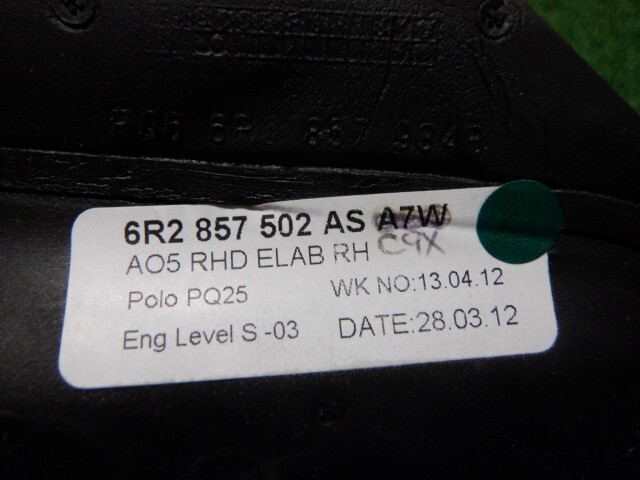 6R2 857 502 AS A7W
C9X
AO5 RHD ELAB RH
Polo PQ25
WK NO:13.04.12
Eng Level S -03
DATE:28.03.12